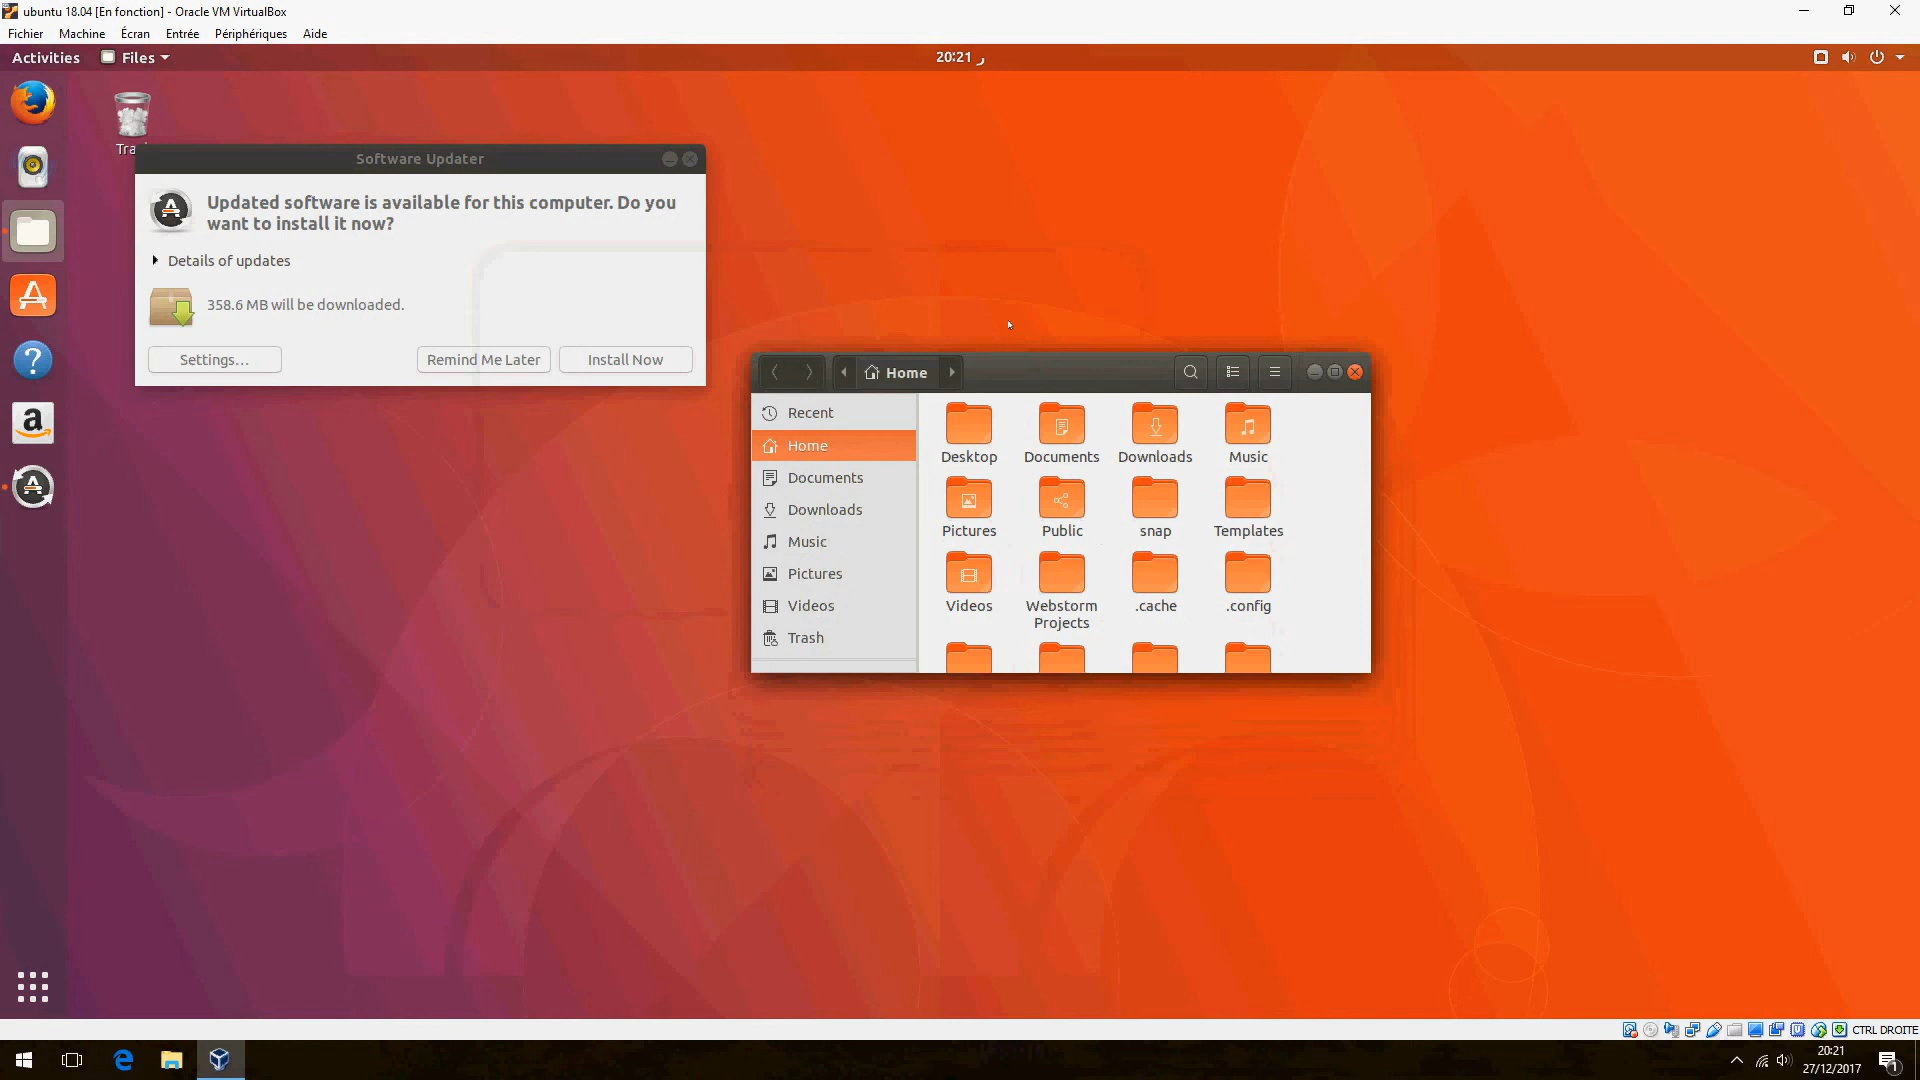 ubuntu 18.04 [En fonction] - Oracle VM VirtualBox
Fichier Machine Écran Entrée Périphériques Aide
Activities Files 20:21 ر
Software Updater
Updated software is available for this computer. Do you
want to install it now?
Details of updates
358.6 MB will be downloaded.
Settings... Remind Me Later Install Now
Home
Recent
Home
Documents
Downloads
Music
Pictures
Videos
Trash
Desktop Documents Downloads Music
Pictures Public snap Templates
Videos Webstorm Projects .cache .config
CTRL DROITE
20:21
27/12/2017
1